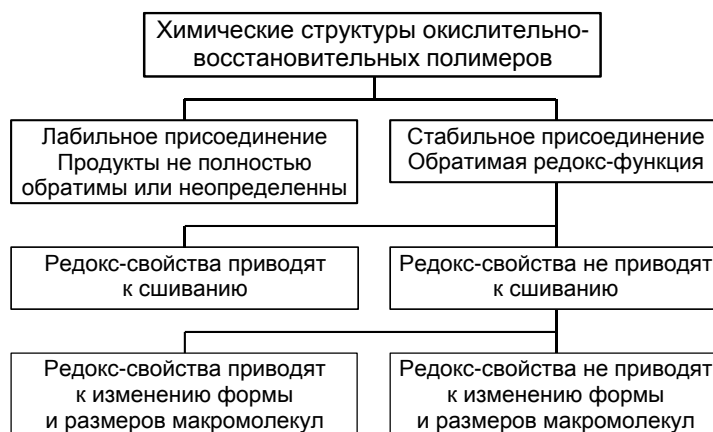 Химические структуры окислительно-
восстановительных полимеров
Лабильное присоединение
Продукты не полностью
обратимы или неопределенны
Стабильное присоединение
Обратимая редокс-функция
Редокс-свойства приводят
к сшиванию
Редокс-свойства не приводят
к сшиванию
Редокс-свойства приводят
к изменению формы
и размеров макромолекул
Редокс-свойства не приводят
к изменению формы
и размеров макромолекул